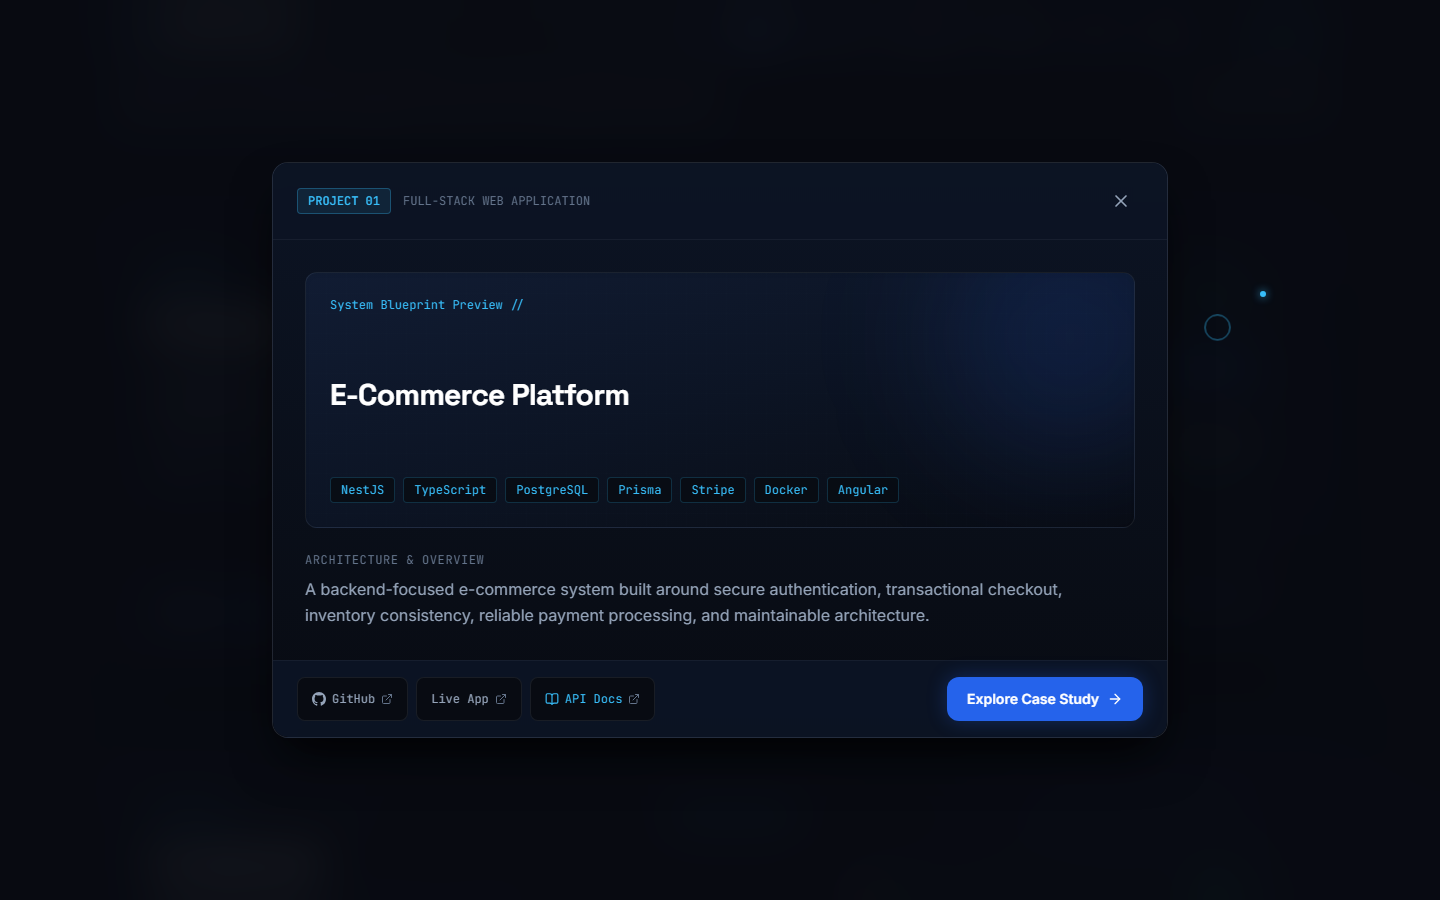 PROJECT 01 FULL-STACK WEB APPLICATION
System Blueprint Preview //
E-Commerce Platform
NestJS TypeScript PostgreSQL Prisma Stripe Docker Angular
ARCHITECTURE & OVERVIEW
A backend-focused e-commerce system built around secure authentication, transactional checkout,
inventory consistency, reliable payment processing, and maintainable architecture.
GitHub Live App API Docs Explore Case Study